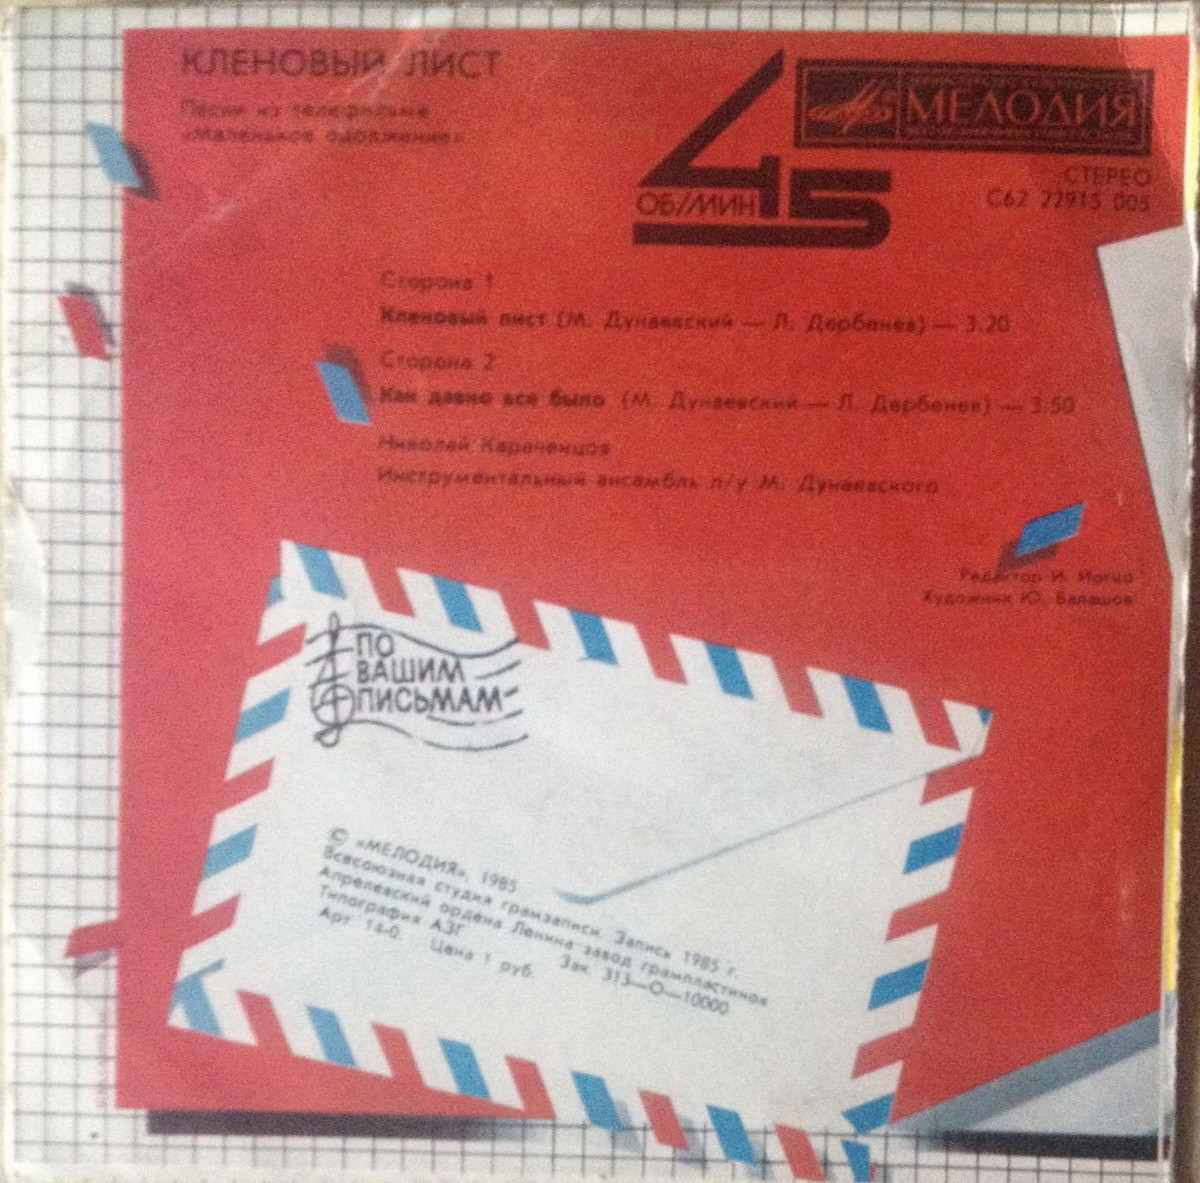 КЛЕНОВЫЙ ЛИСТ
Песни из телефильма
«Маленькое одолжение»
45
ОБ/МИН
МЕЛОДИЯ
СТЕРЕО
С62 22915 005
Сторона 1
Кленовый лист (М. Дунаевский — Л. Дербенев) — 3.20
Сторона 2
Как давно все было (М. Дунаевский — Л. Дербенев) — 3.50
Николай Караченцов
Инструментальный ансамбль п/у М. Дунаевского
Редактор И. Йотко
Художник Ю. Балашов
ПО
ВАШИМ
ПИСЬМАМ
© «МЕЛОДИЯ», 1985
Всесоюзная студия грамзаписи. Запись 1985 г.
Апрелевский ордена Ленина завод грампластинок
Типография АЗГ Зак. 313—О—10000
Арт. 14-0. Цена 1 руб.